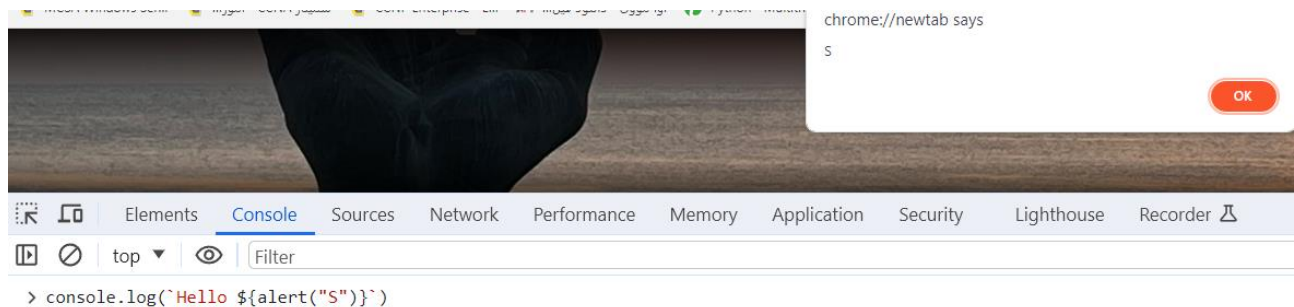 chrome://newtab says
S
OK
Elements Console Sources Network Performance Memory Application Security Lighthouse Recorder
top Filter
> console.log(`Hello ${alert("S")}`)